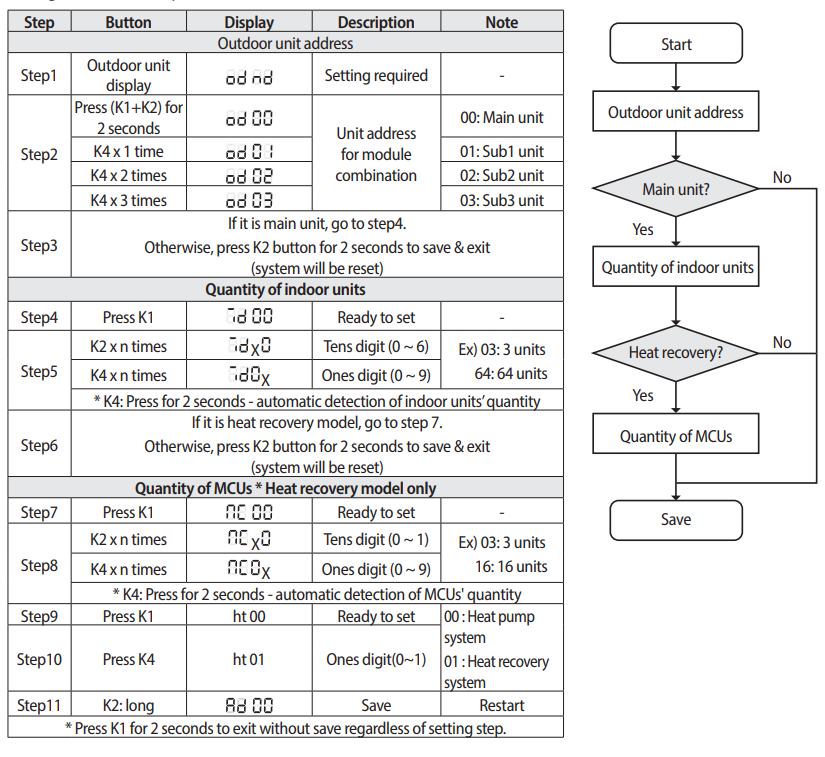 Step Button Display Description Note
Outdoor unit address
Step1 Outdoor unit display od nd Setting required -
Step2 Press (K1+K2) for 2 seconds od 00 Unit address for module combination 00: Main unit
K4 x 1 time od 01 01: Sub1 unit
K4 x 2 times od 02 02: Sub2 unit
K4 x 3 times od 03 03: Sub3 unit
Step3 If it is main unit, go to step4.
Otherwise, press K2 button for 2 seconds to save & exit
(system will be reset)
Quantity of indoor units
Step4 Press K1 id 00 Ready to set -
Step5 K2 x n times id X0 Tens digit (0 ~ 6) Ex) 03: 3 units
K4 x n times id 0X Ones digit (0 ~ 9) 64: 64 units
* K4: Press for 2 seconds - automatic detection of indoor units' quantity
Step6 If it is heat recovery model, go to step 7.
Otherwise, press K2 button for 2 seconds to save & exit
(system will be reset)
Quantity of MCUs * Heat recovery model only
Step7 Press K1 MC 00 Ready to set -
Step8 K2 x n times MC X0 Tens digit (0 ~ 1) Ex) 03: 3 units
K4 x n times MC 0X Ones digit (0 ~ 9) 16: 16 units
* K4: Press for 2 seconds - automatic detection of MCUs' quantity
Step9 Press K1 ht 00 Ready to set 00 : Heat pump system
Step10 Press K4 ht 01 Ones digit(0~1) 01 : Heat recovery system
Step11 K2: long Ad 00 Save Restart
* Press K1 for 2 seconds to exit without save regardless of setting step.
Start
Outdoor unit address
Main unit?
No
Yes
Quantity of indoor units
Heat recovery?
No
Yes
Quantity of MCUs
Save